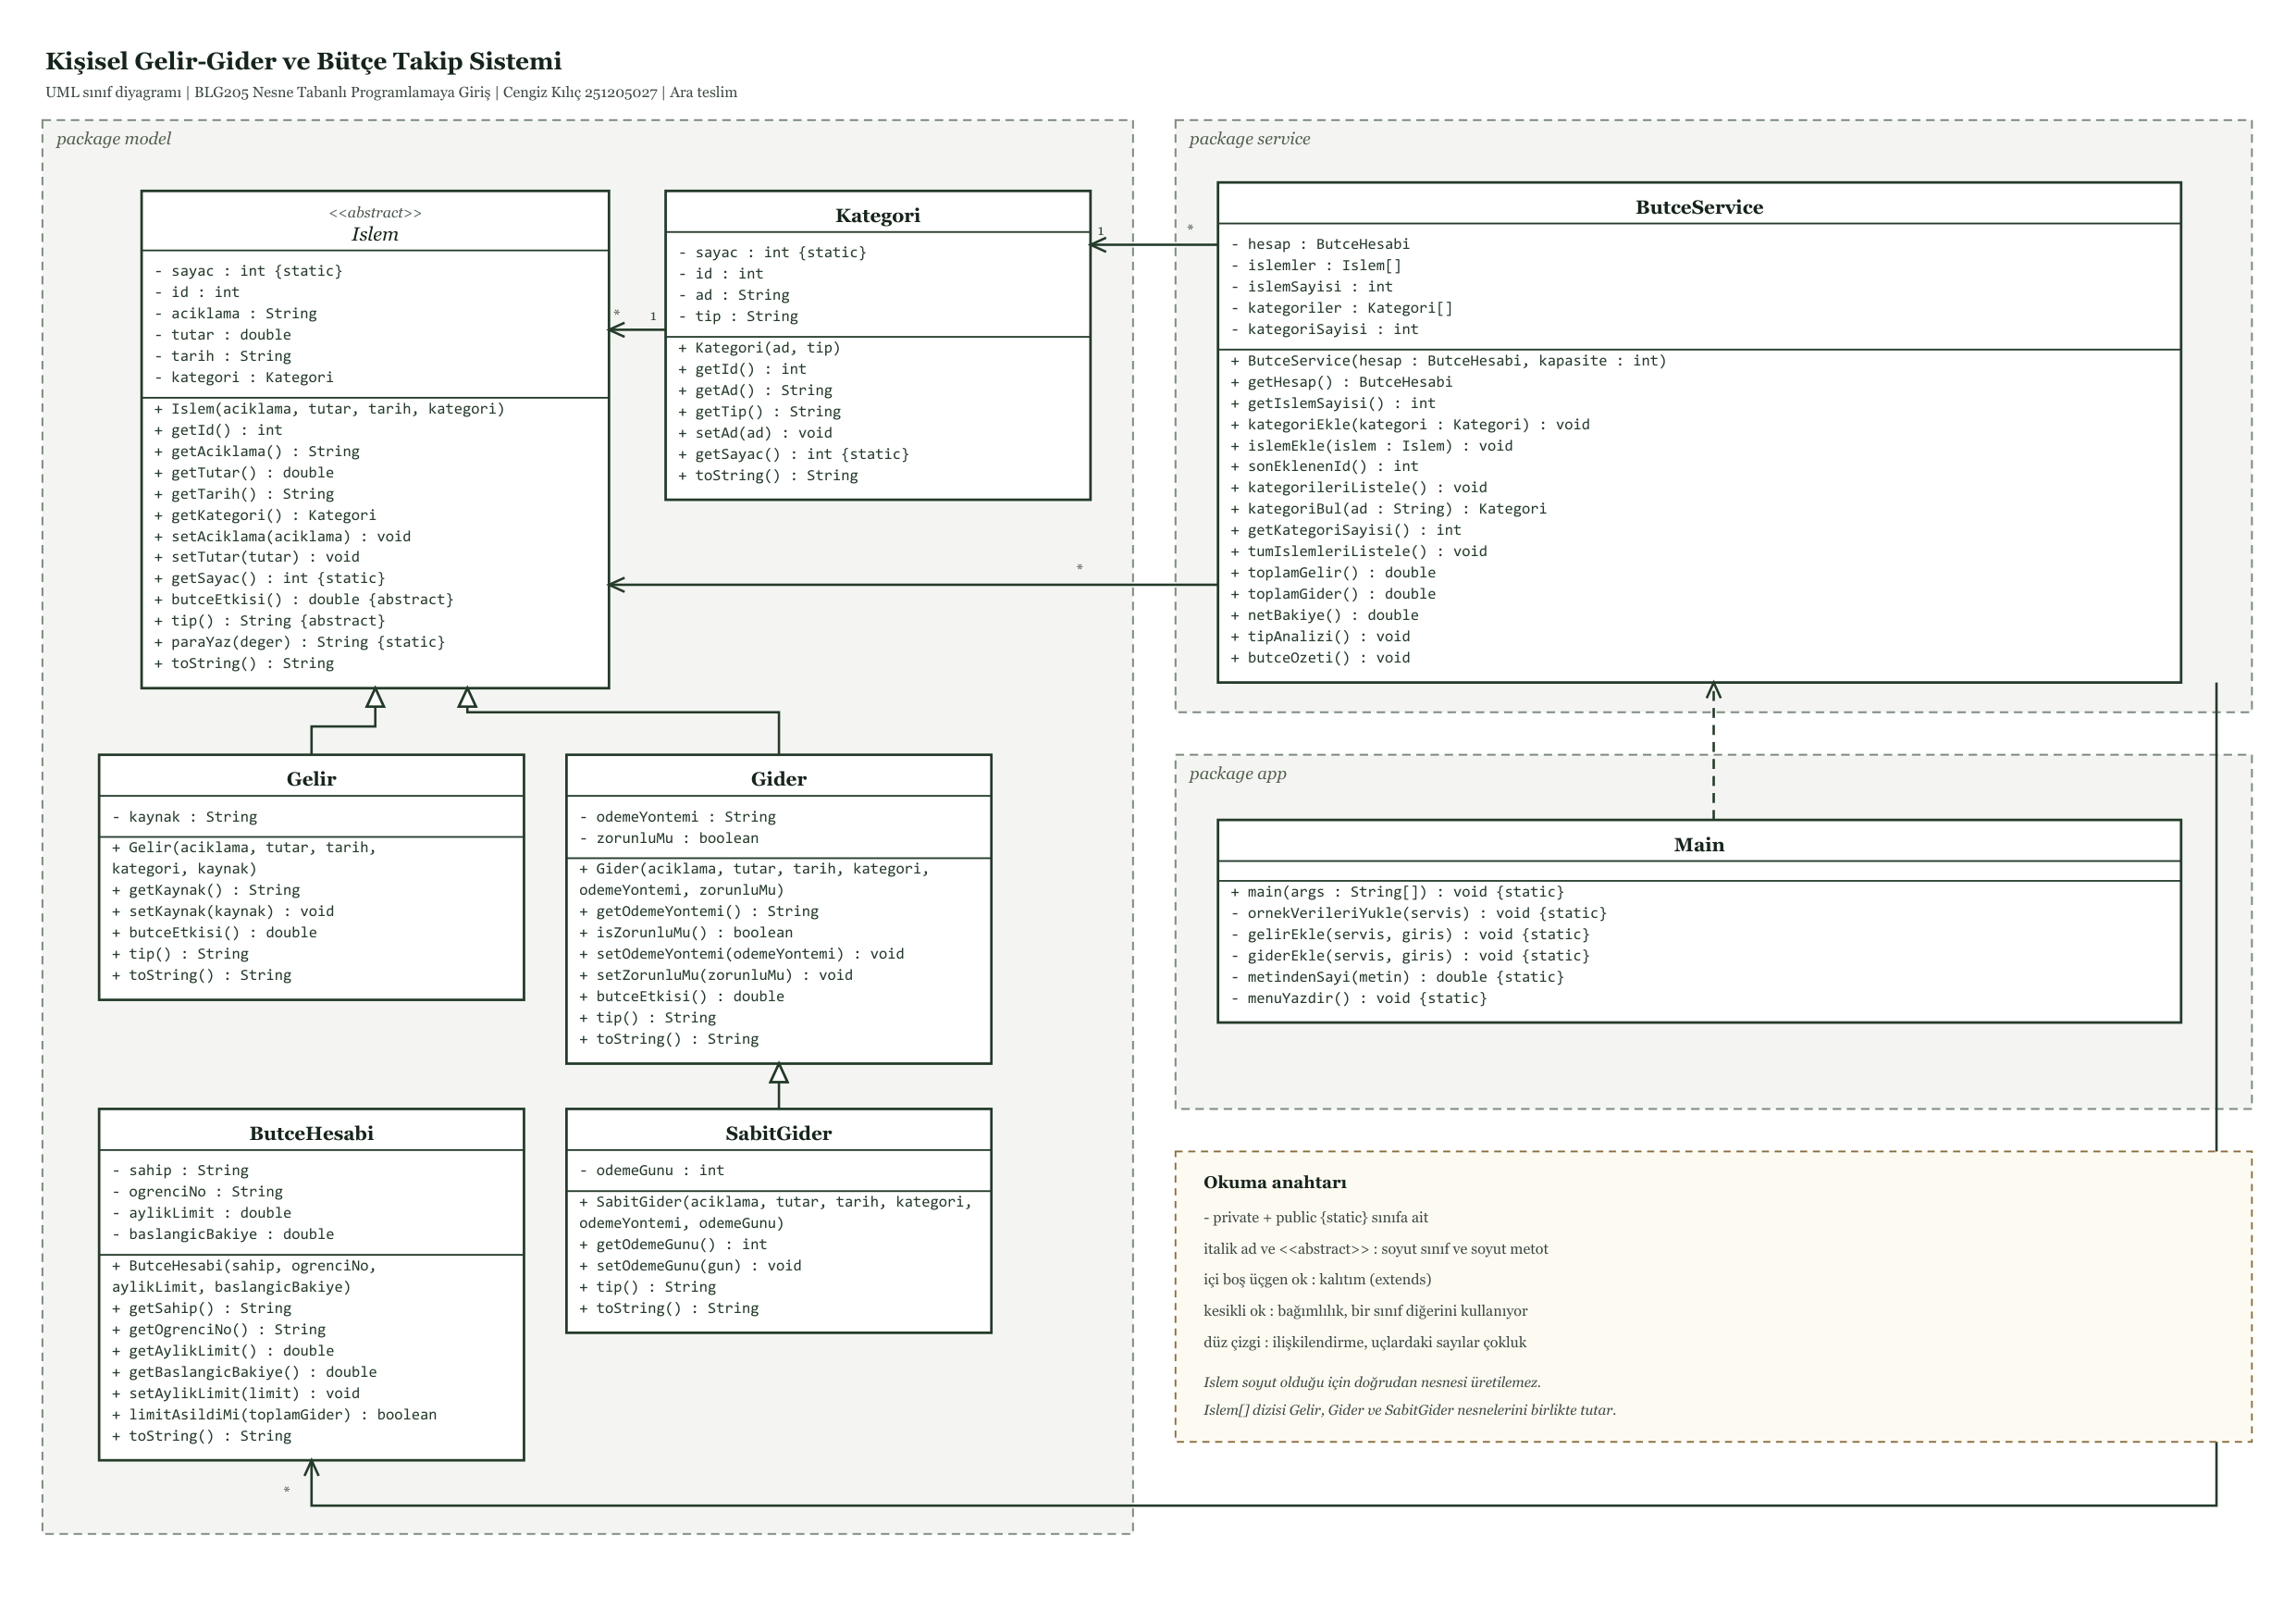 Kişisel Gelir-Gider ve Bütçe Takip Sistemi
UML sınıf diyagramı | BLG205 Nesne Tabanlı Programlamaya Giriş | Cengiz Kılıç 251205027 | Ara teslim
package model
<<abstract>>
Islem
- sayac : int {static}
- id : int
- aciklama : String
- tutar : double
- tarih : String
- kategori : Kategori
+ Islem(aciklama, tutar, tarih, kategori)
+ getId() : int
+ getAciklama() : String
+ getTutar() : double
+ getTarih() : String
+ getKategori() : Kategori
+ setAciklama(aciklama) : void
+ setTutar(tutar) : void
+ getSayac() : int {static}
+ butceEtkisi() : double {abstract}
+ tip() : String {abstract}
+ paraYaz(deger) : String {static}
+ toString() : String
* 1
Kategori
- sayac : int {static}
- id : int
- ad : String
- tip : String
+ Kategori(ad, tip)
+ getId() : int
+ getAd() : String
+ getTip() : String
+ setAd(ad) : void
+ getSayac() : int {static}
+ toString() : String
1 *
*
Gelir
- kaynak : String
+ Gelir(aciklama, tutar, tarih,
kategori, kaynak)
+ getKaynak() : String
+ setKaynak(kaynak) : void
+ butceEtkisi() : double
+ tip() : String
+ toString() : String
Gider
- odemeYontemi : String
- zorunluMu : boolean
+ Gider(aciklama, tutar, tarih, kategori,
odemeYontemi, zorunluMu)
+ getOdemeYontemi() : String
+ isZorunluMu() : boolean
+ setOdemeYontemi(odemeYontemi) : void
+ setZorunluMu(zorunluMu) : void
+ butceEtkisi() : double
+ tip() : String
+ toString() : String
ButceHesabi
- sahip : String
- ogrenciNo : String
- aylikLimit : double
- baslangicBakiye : double
+ ButceHesabi(sahip, ogrenciNo,
aylikLimit, baslangicBakiye)
+ getSahip() : String
+ getOgrenciNo() : String
+ getAylikLimit() : double
+ getBaslangicBakiye() : double
+ setAylikLimit(limit) : void
+ limitAsildiMi(toplamGider) : boolean
+ toString() : String
*
SabitGider
- odemeGunu : int
+ SabitGider(aciklama, tutar, tarih, kategori,
odemeYontemi, odemeGunu)
+ getOdemeGunu() : int
+ setOdemeGunu(gun) : void
+ tip() : String
+ toString() : String
package service
ButceService
- hesap : ButceHesabi
- islemler : Islem[]
- islemSayisi : int
- kategoriler : Kategori[]
- kategoriSayisi : int
+ ButceService(hesap : ButceHesabi, kapasite : int)
+ getHesap() : ButceHesabi
+ getIslemSayisi() : int
+ kategoriEkle(kategori : Kategori) : void
+ islemEkle(islem : Islem) : void
+ sonEklenenId() : int
+ kategorileriListele() : void
+ kategoriBul(ad : String) : Kategori
+ getKategoriSayisi() : int
+ tumIslemleriListele() : void
+ toplamGelir() : double
+ toplamGider() : double
+ netBakiye() : double
+ tipAnalizi() : void
+ butceOzeti() : void
package app
Main
+ main(args : String[]) : void {static}
- ornekVerileriYukle(servis) : void {static}
- gelirEkle(servis, giris) : void {static}
- giderEkle(servis, giris) : void {static}
- metindenSayi(metin) : double {static}
- menuYazdir() : void {static}
Okuma anahtarı
- private + public {static} sınıfa ait
italik ad ve <<abstract>> : soyut sınıf ve soyut metot
içi boş üçgen ok : kalıtım (extends)
kesikli ok : bağımlılık, bir sınıf diğerini kullanıyor
düz çizgi : ilişkilendirme, uçlardaki sayılar çokluk
Islem soyut olduğu için doğrudan nesnesi üretilemez.
Islem[] dizisi Gelir, Gider ve SabitGider nesnelerini birlikte tutar.